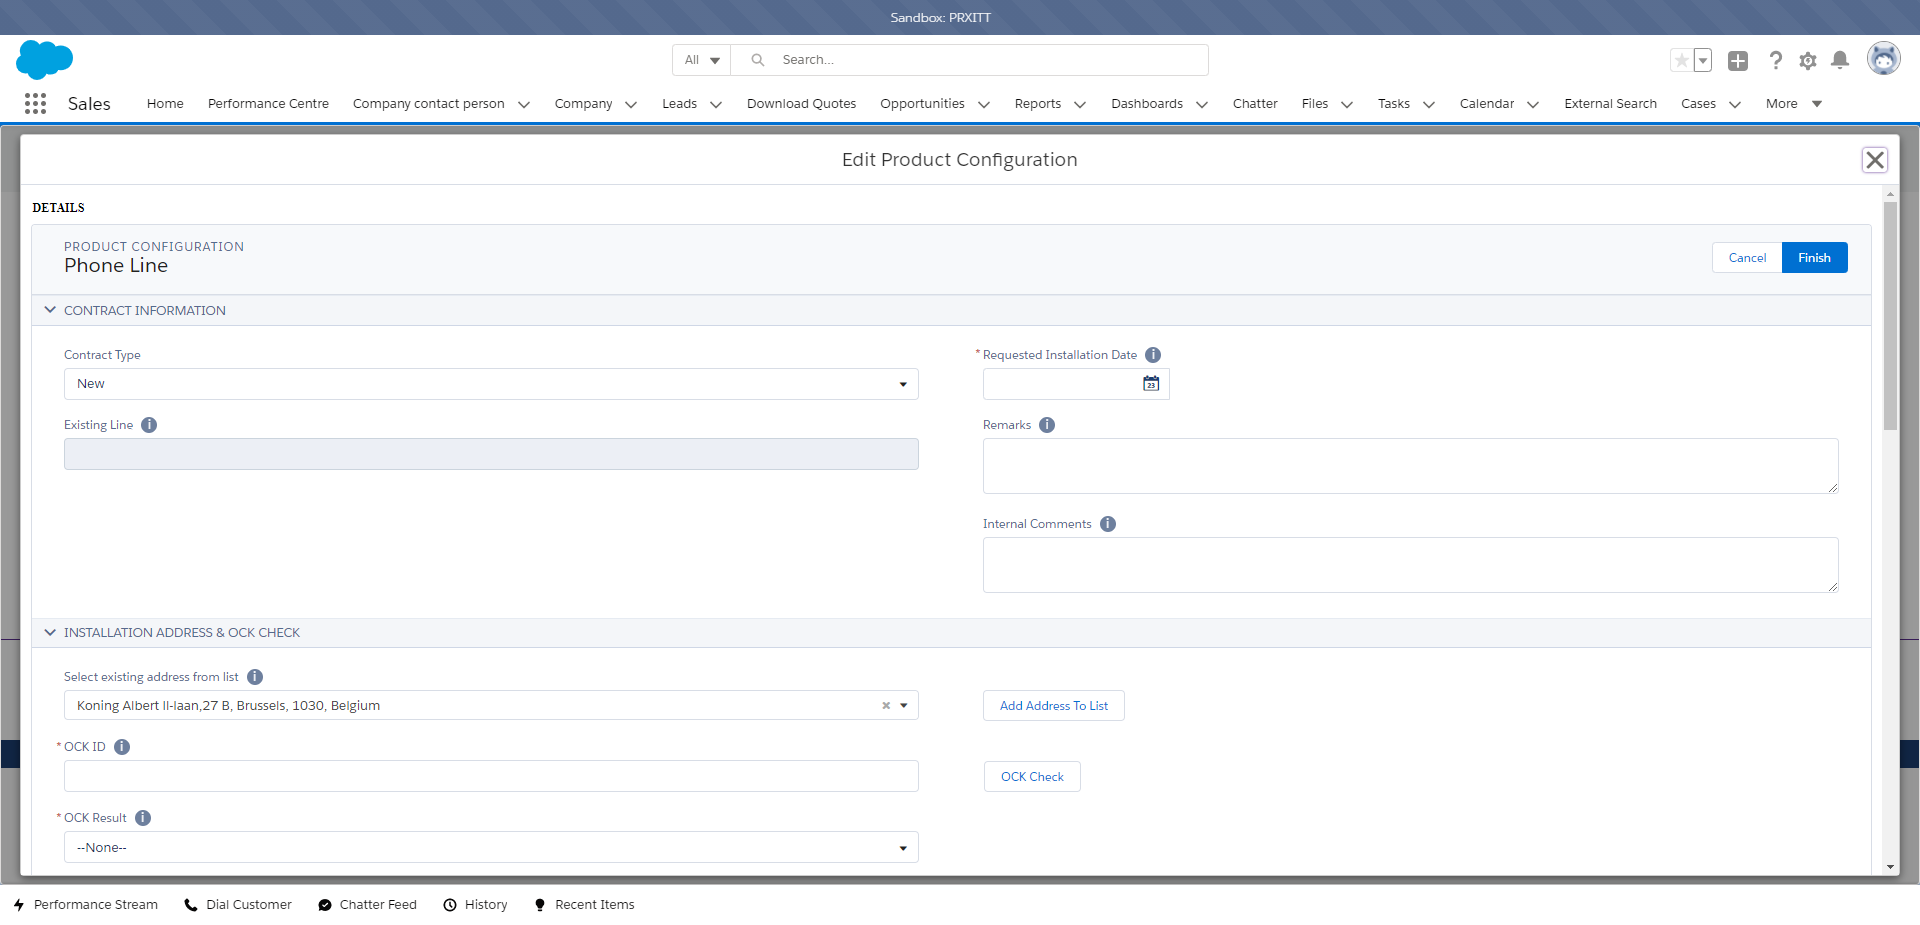 Sandbox: PRXITT
All
Search...
Sales
Home
Performance Centre
Company contact person
Company
Leads
Download Quotes
Opportunities
Reports
Dashboards
Chatter
Files
Tasks
Calendar
External Search
Cases
More
Edit Product Configuration
DETAILS
PRODUCT CONFIGURATION
Phone Line
Cancel
Finish
CONTRACT INFORMATION
Contract Type
* Requested Installation Date
New
23
Existing Line
Remarks
Internal Comments
INSTALLATION ADDRESS & OCK CHECK
Select existing address from list
Koning Albert II-laan,27 B, Brussels, 1030, Belgium
Add Address To List
* OCK ID
OCK Check
* OCK Result
--None--
Performance Stream
Dial Customer
Chatter Feed
History
Recent Items